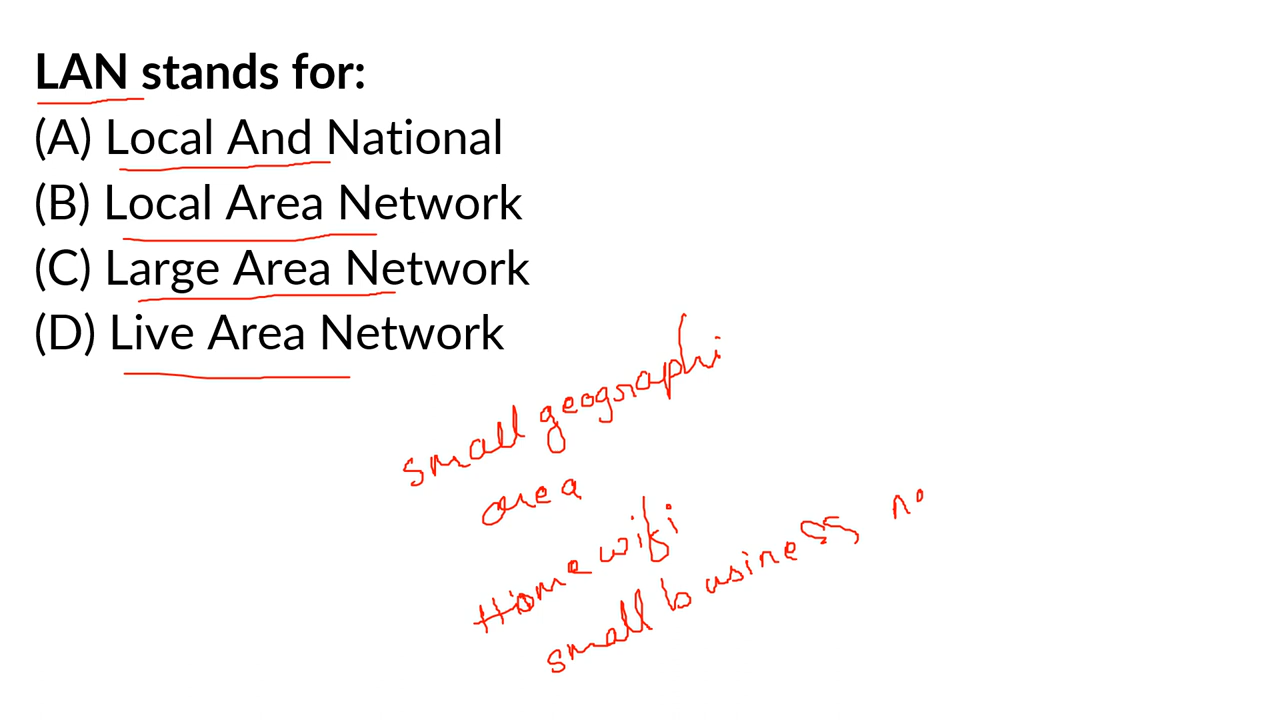 LAN stands for:
(A) Local And National
(B) Local Area Network
(C) Large Area Network
(D) Live Area Network
small geographi
area
Home wifi
small business